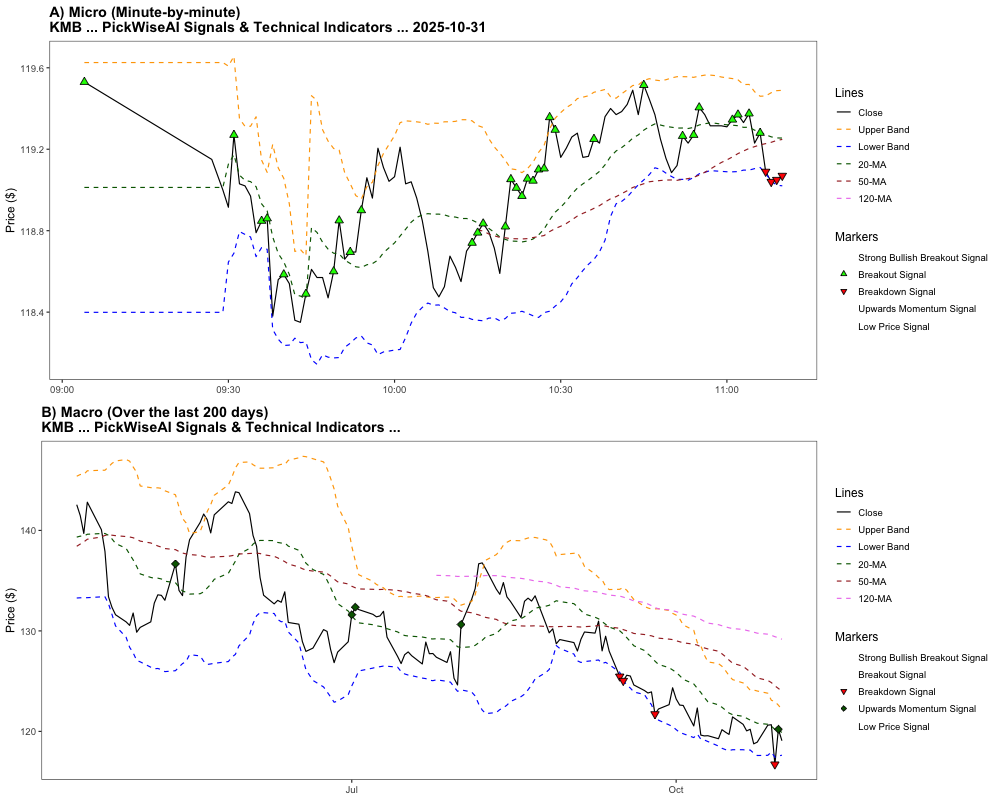 A) Micro (Minute-by-minute)
KMB ... PickWiseAI Signals & Technical Indicators ... 2025-10-31
Price ($)
119.6
119.2
118.8
118.4
09:00
09:30
10:00
10:30
11:00
Lines
Close
Upper Band
Lower Band
20-MA
50-MA
120-MA
Markers
Strong Bullish Breakout Signal
Breakout Signal
Breakdown Signal
Upwards Momentum Signal
Low Price Signal
B) Macro (Over the last 200 days)
KMB ... PickWiseAI Signals & Technical Indicators ...
Price ($)
140
130
120
Jul
Oct
Lines
Close
Upper Band
Lower Band
20-MA
50-MA
120-MA
Markers
Strong Bullish Breakout Signal
Breakout Signal
Breakdown Signal
Upwards Momentum Signal
Low Price Signal